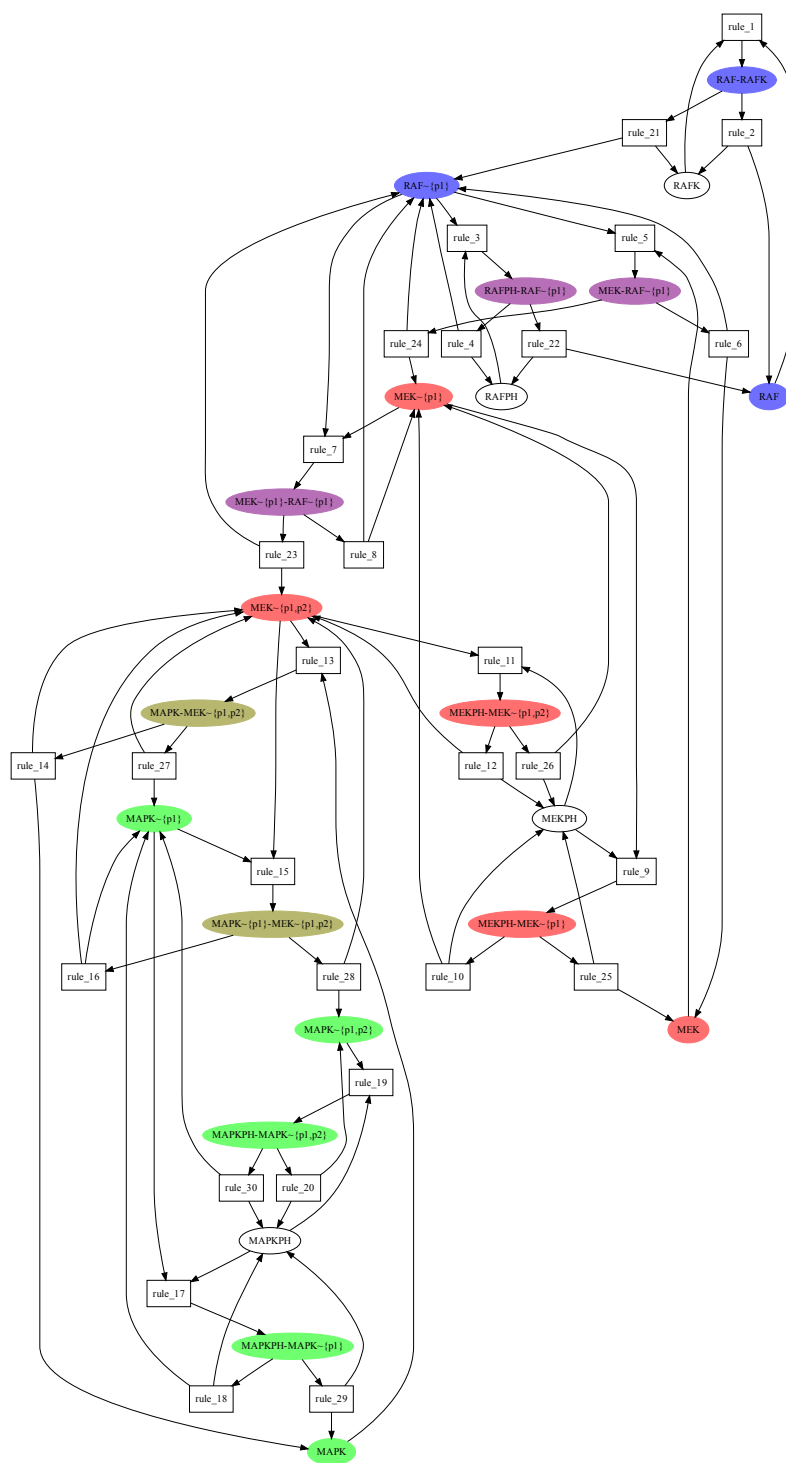 rule_1
RAF-RAFK
rule_21
rule_2
RAF~{p1}
RAFK
rule_3
rule_5
RAFPH-RAF~{p1}
MEK-RAF~{p1}
rule_24
rule_4
rule_22
rule_6
MEK~{p1}
RAFPH
RAF
rule_7
MEK~{p1}-RAF~{p1}
rule_23
rule_8
MEK~{p1,p2}
rule_13
rule_11
MAPK-MEK~{p1,p2}
MEKPH-MEK~{p1,p2}
rule_14
rule_27
rule_12
rule_26
MAPK~{p1}
MEKPH
rule_15
rule_9
MAPK~{p1}-MEK~{p1,p2}
MEKPH-MEK~{p1}
rule_16
rule_28
rule_10
rule_25
MAPK~{p1,p2}
MEK
rule_19
MAPKPH-MAPK~{p1,p2}
rule_30
rule_20
MAPKPH
rule_17
MAPKPH-MAPK~{p1}
rule_18
rule_29
MAPK